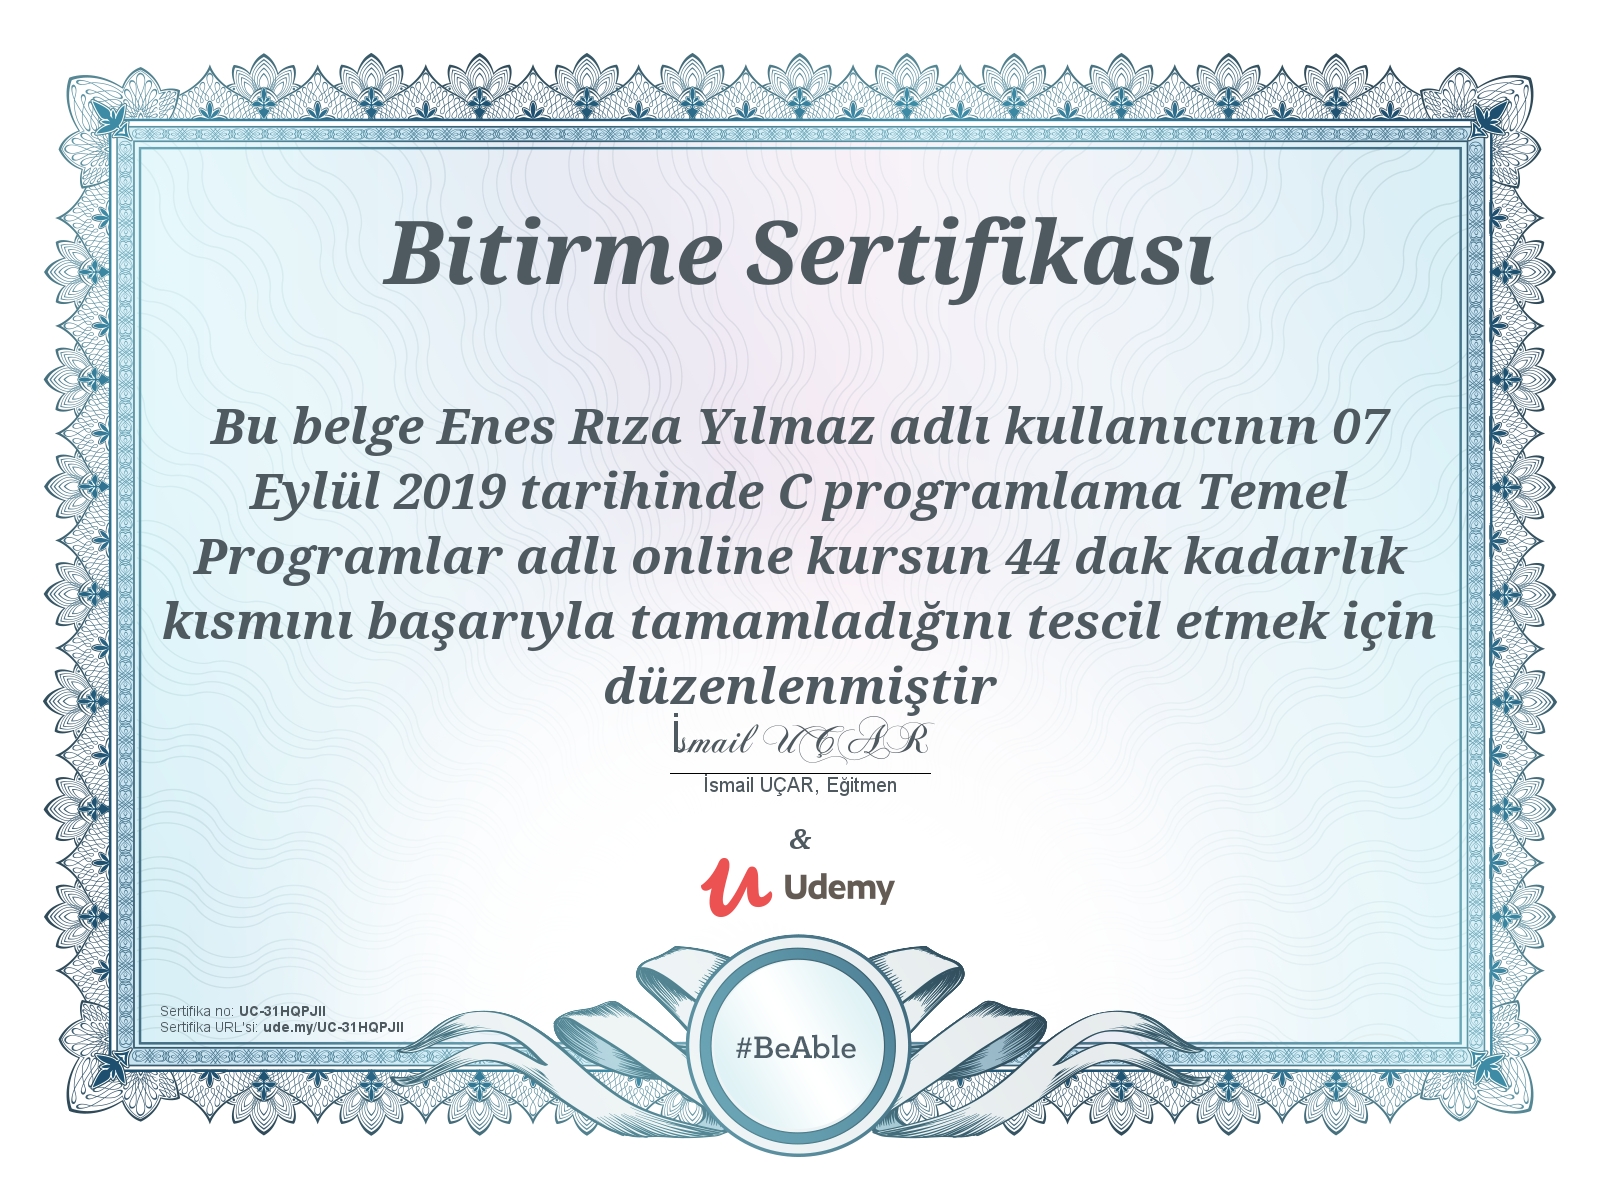 Bitirme Sertifikası
Bu belge Enes Rıza Yılmaz adlı kullanıcının 07
Eylül 2019 tarihinde C programlama Temel
Programlar adlı online kursun 44 dak kadarlık
kısmını başarıyla tamamladığını tescil etmek için
düzenlenmiştir
İsmail UÇAR
İsmail UÇAR, Eğitmen
&
Udemy
Sertifika no: UC-31HQPJII
Sertifika URL'si: ude.my/UC-31HQPJII
#BeAble